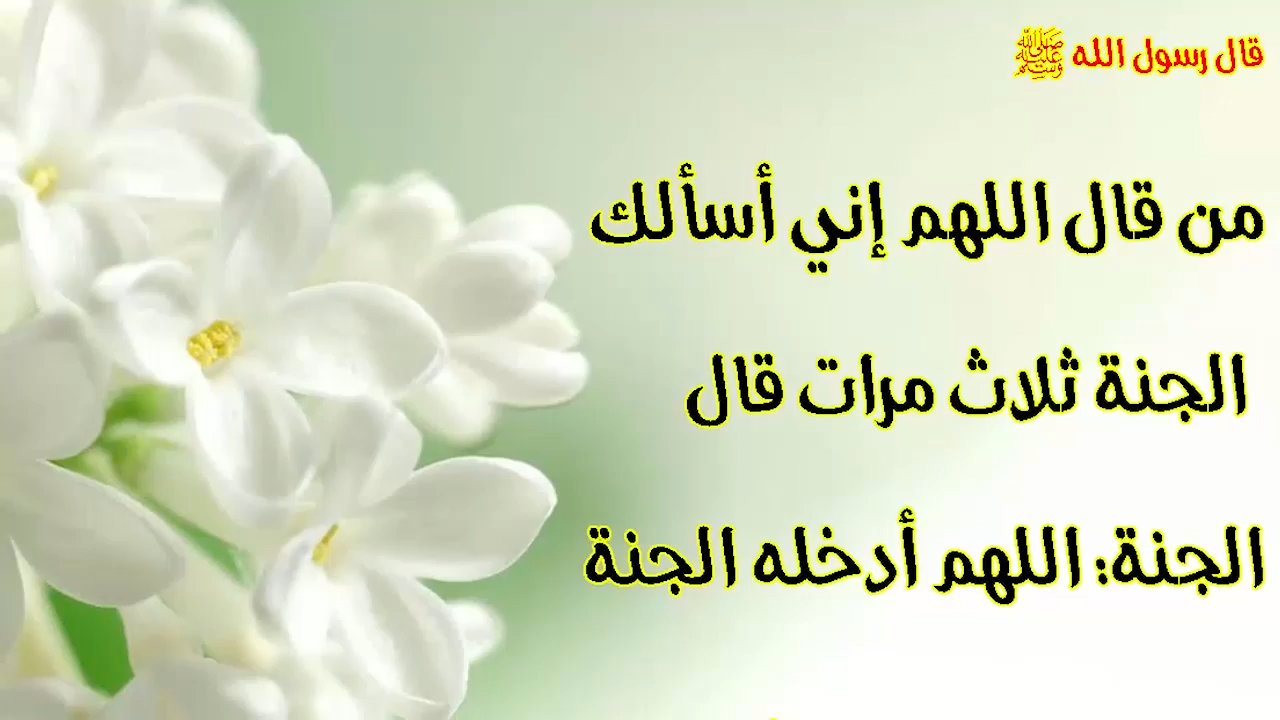 قال رسول الله ﷺ
من قال اللهم إني أسألك
الجنة ثلاث مرات قال
الجنة: اللهم أدخله الجنة